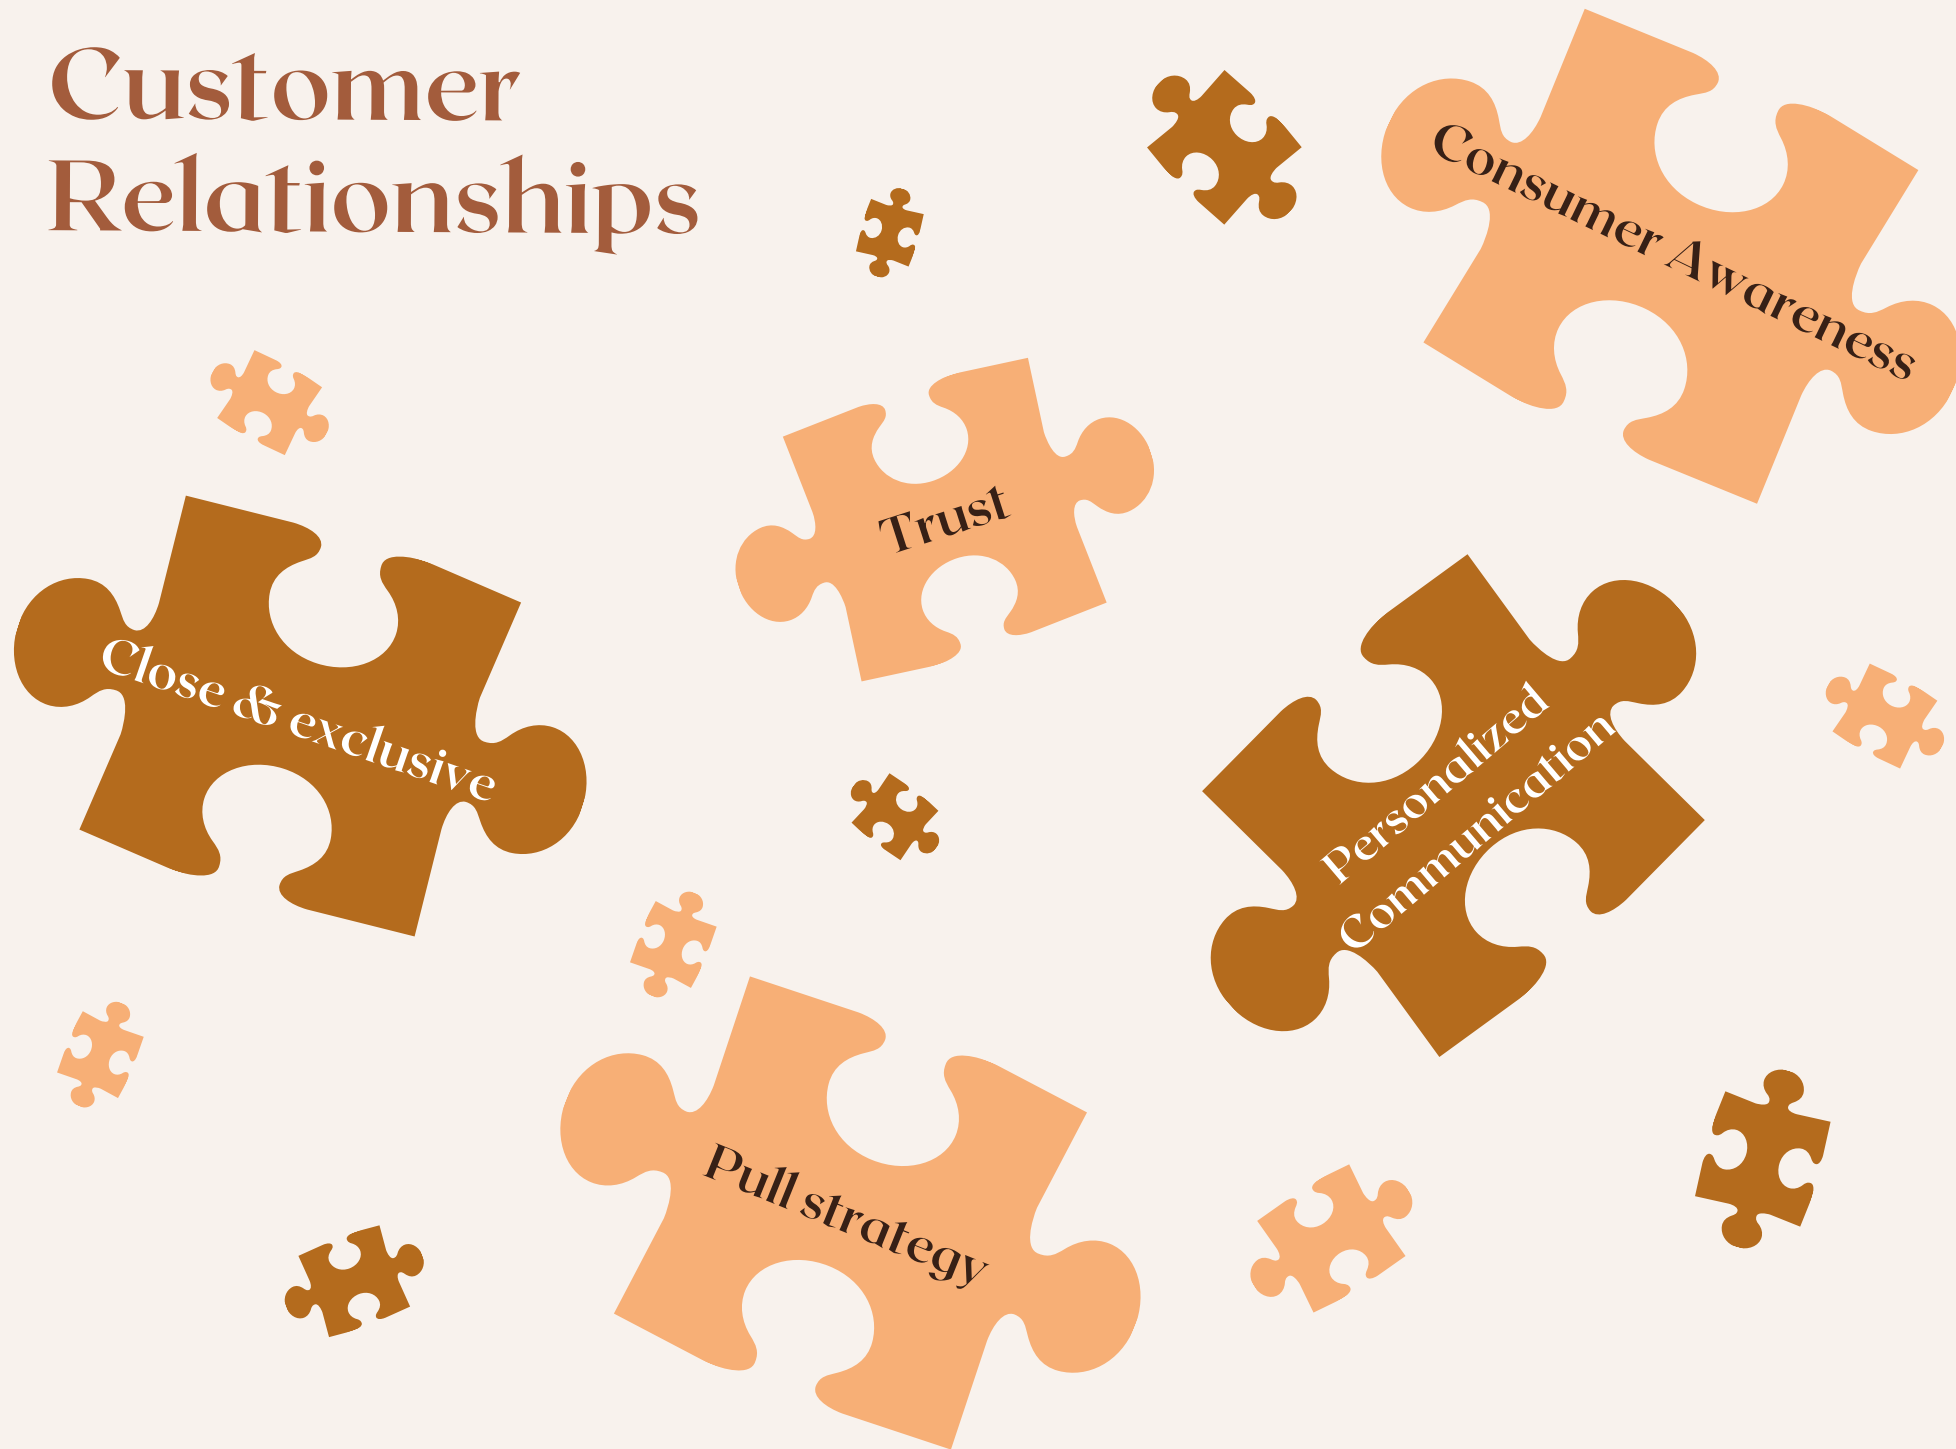 Customer
Relationships
Consumer Awareness
Trust
Close & exclusive
Personalized
Communication
Pull strategy